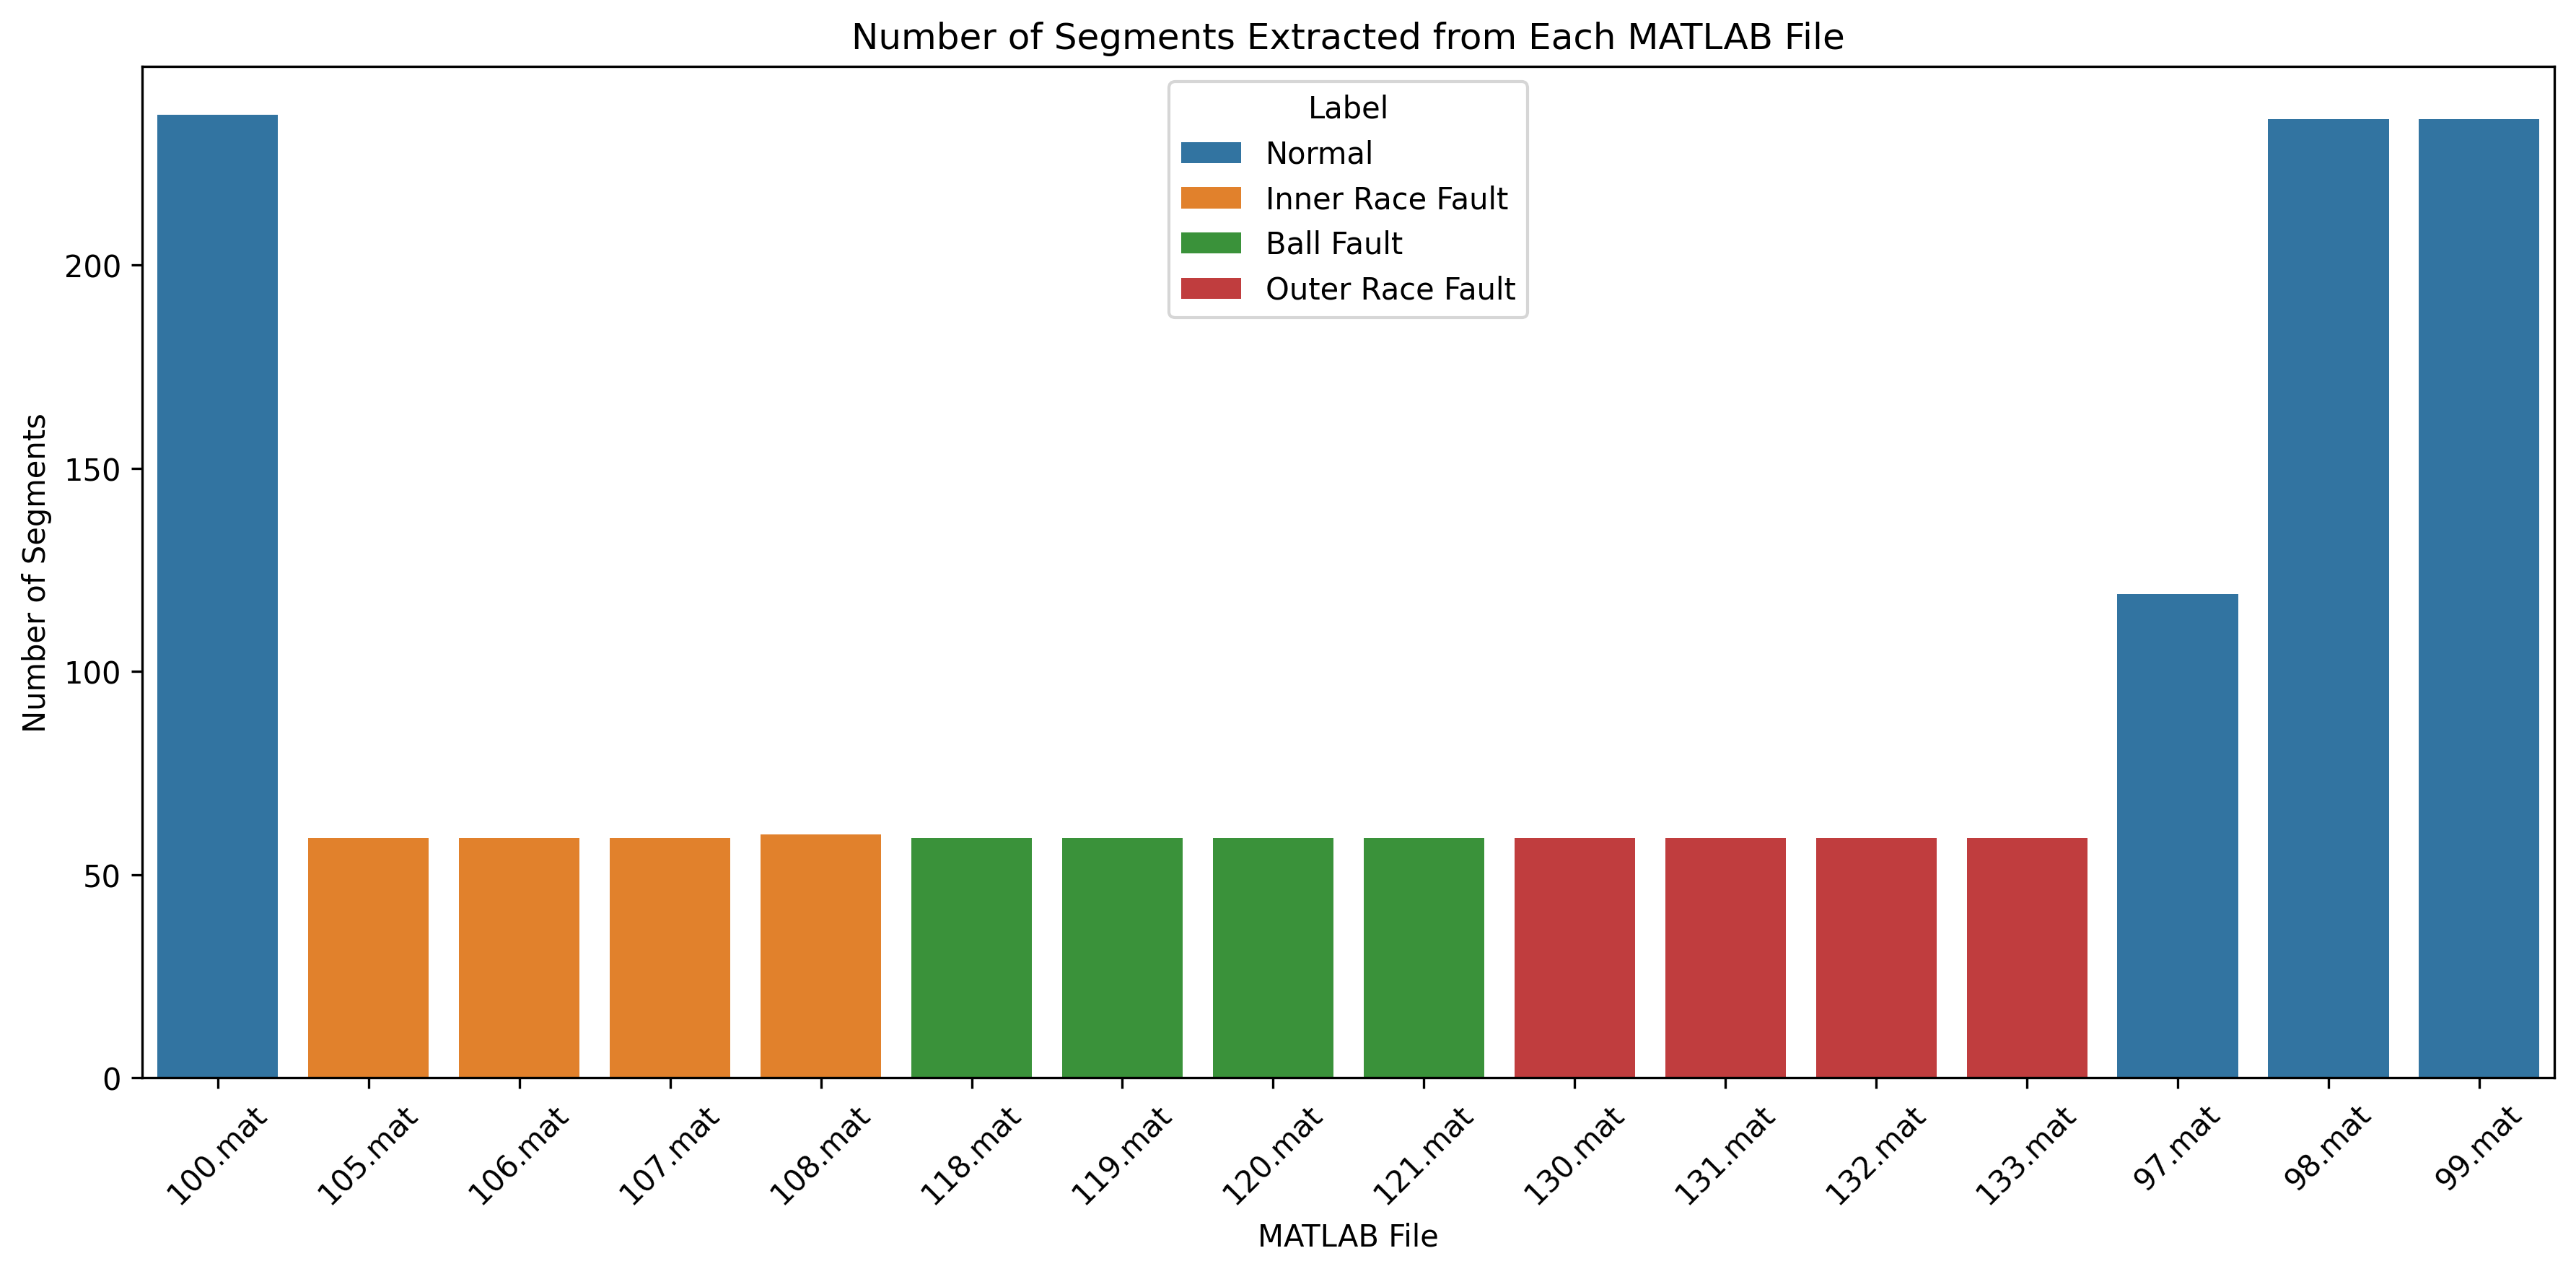 Number of Segments Extracted from Each MATLAB File
Label
Normal
Inner Race Fault
Ball Fault
Outer Race Fault
Number of Segments
200
150
100
50
0
100.mat
105.mat
106.mat
107.mat
108.mat
118.mat
119.mat
120.mat
121.mat
130.mat
131.mat
132.mat
133.mat
97.mat
98.mat
99.mat
MATLAB File